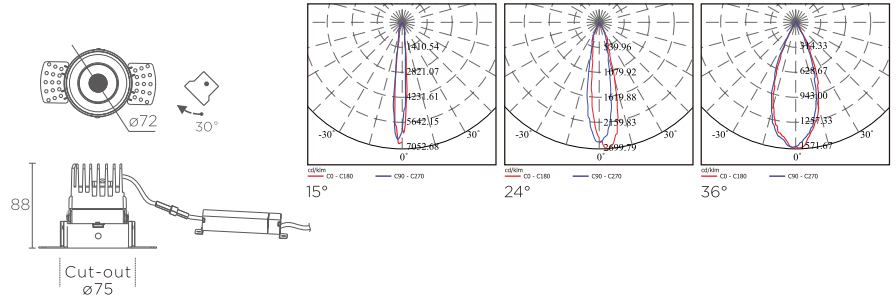 ø72
30°
88
Cut-out
ø75
1410.54
2821.07
4231.61
5642.15
7052.68
-30°
30°
0°
cd/klm
C0 - C180
C90 - C270
15°
539.96
1079.92
1619.88
2159.83
2699.79
-30°
30°
0°
cd/klm
C0 - C180
C90 - C270
24°
314.33
628.67
943.00
1257.33
1571.67
-30°
30°
0°
cd/klm
C0 - C180
C90 - C270
36°